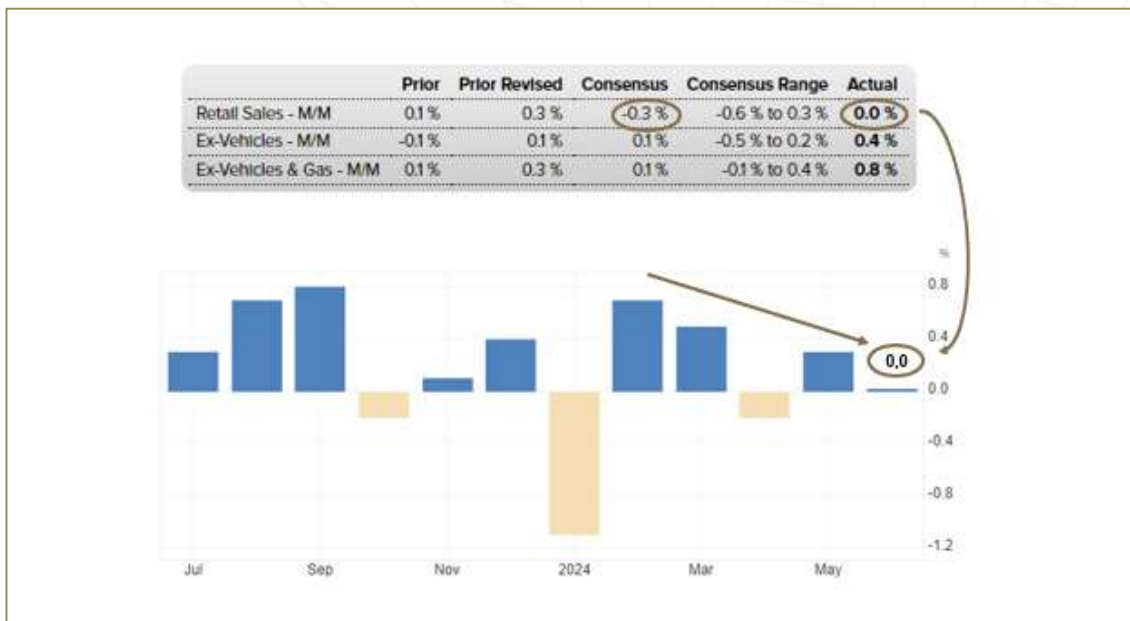 Prior Prior Revised Consensus Consensus Range Actual
Retail Sales - M/M 0.1 % 0.3 % -0.3 % -0.6 % to 0.3 % 0.0 %
Ex-Vehicles - M/M -0.1 % 0.1 % 0.1 % -0.5 % to 0.2 % 0.4 %
Ex-Vehicles & Gas - M/M 0.1 % 0.3 % 0.1 % -0.1 % to 0.4 % 0.8 %
%
0.8
0.4
0,0
0.0
-0.4
-0.8
-1.2
Jul Sep Nov 2024 Mar May